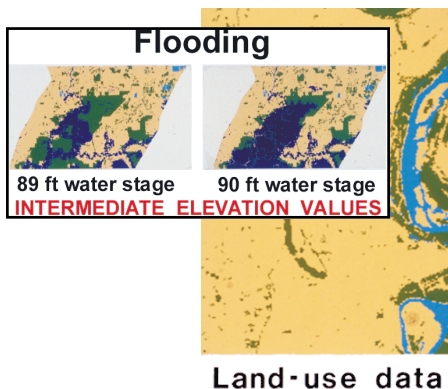 Flooding
89 ft water stage 90 ft water stage
INTERMEDIATE ELEVATION VALUES
Land-use data